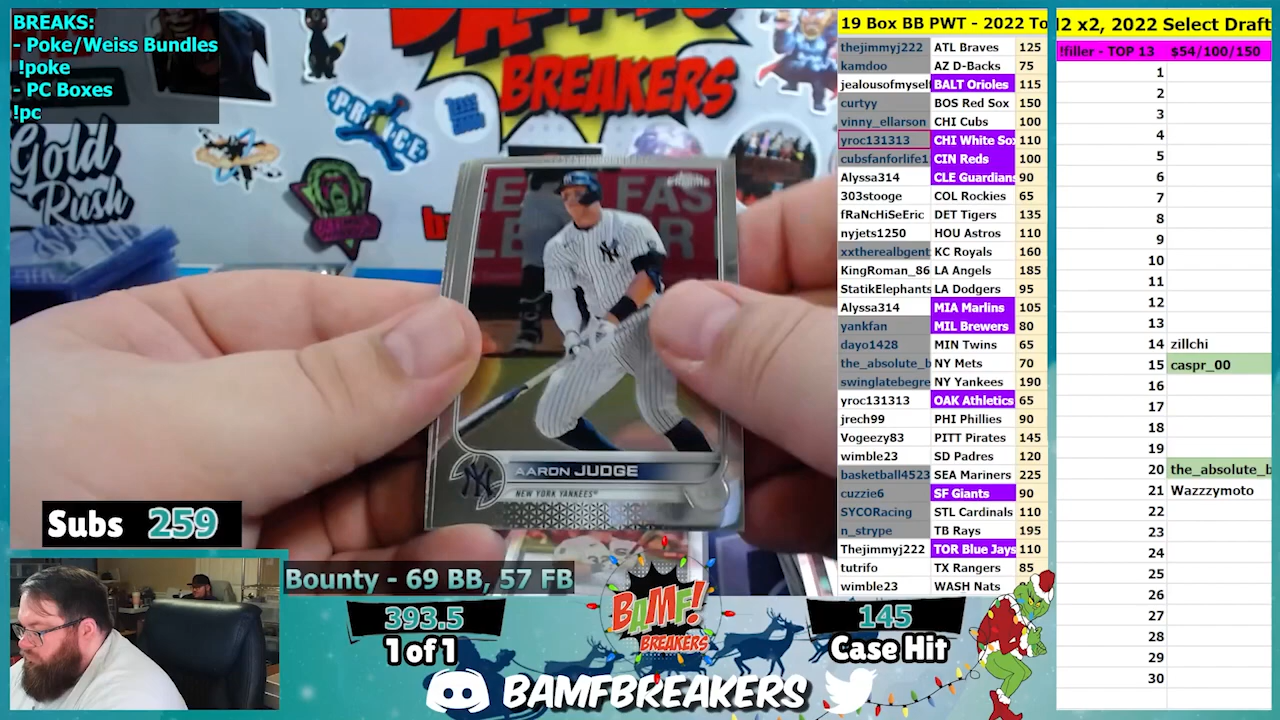 BREAKS:
- Poke/Weiss Bundles
!poke
- PC Boxes
!pc
Gold
Rush
BREAKERS
AARON JUDGE
NEW YORK YANKEES
Subs 259
Bounty - 69 BB, 57 FB
393.5
1 of 1
BAMF!
BREAKERS
145
Case Hit
BAMFBREAKERS
19 Box BB PWT - 2022 To
thejimmyj222 ATL Braves 125
kamdoo AZ D-Backs 75
jealousofmysel BALT Orioles 115
curtyy BOS Red Sox 150
vinny_ellarson CHI Cubs 100
yroc131313 CHI White Sox 110
cubsfanforlife1 CIN Reds 100
Alyssa314 CLE Guardians 90
303stooge COL Rockies 65
fRaNcHiSeEric DET Tigers 135
nyjets1250 HOU Astros 110
xxtherealbgent KC Royals 160
KingRoman_86 LA Angels 185
StatikElephants LA Dodgers 95
Alyssa314 MIA Marlins 105
yankfan MIL Brewers 80
dayo1428 MIN Twins 65
the_absolute_b NY Mets 70
swinglatebegre NY Yankees 190
yroc131313 OAK Athletics 65
jrech99 PHI Phillies 90
Vogeezy83 PITT Pirates 145
wimble23 SD Padres 120
basketball4523 SEA Mariners 225
cuzzie6 SF Giants 90
SYCORacing STL Cardinals 110
n_strype TB Rays 195
Thejimmyj222 TOR Blue Jays 110
tutrifo TX Rangers 85
wimble23 WASH Nats
x2, 2022 Select Draft
!filler - TOP 13 $54/100/150
1
2
3
4
5
6
7
8
9
10
11
12
13
14 zillchi
15 caspr_00
16
17
18
19
20 the_absolute_b
21 Wazzzymoto
22
23
24
25
26
27
28
29
30